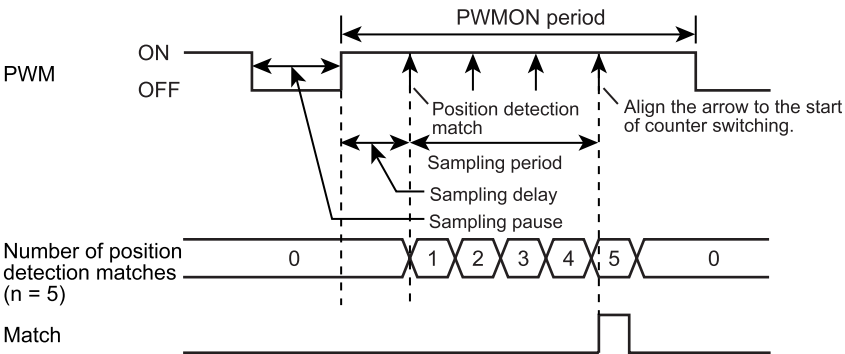 PWMON period
ON
PWM
OFF
Position detection
match
Align the arrow to the start
of counter switching.
Sampling period
Sampling delay
Sampling pause
Number of position
detection matches
(n = 5)
0 1 2 3 4 5 0
Match